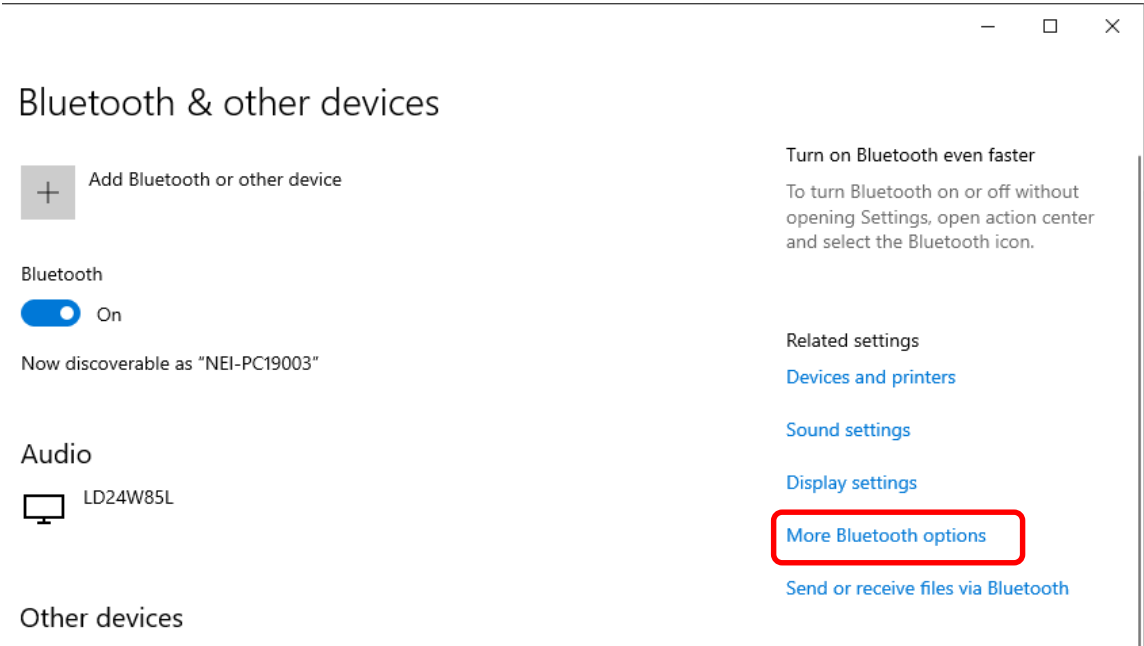 Bluetooth & other devices
Add Bluetooth or other device
Bluetooth
On
Now discoverable as “NEI-PC19003”
Audio
LD24W85L
Other devices
Turn on Bluetooth even faster
To turn Bluetooth on or off without
opening Settings, open action center
and select the Bluetooth icon.
Related settings
Devices and printers
Sound settings
Display settings
More Bluetooth options
Send or receive files via Bluetooth